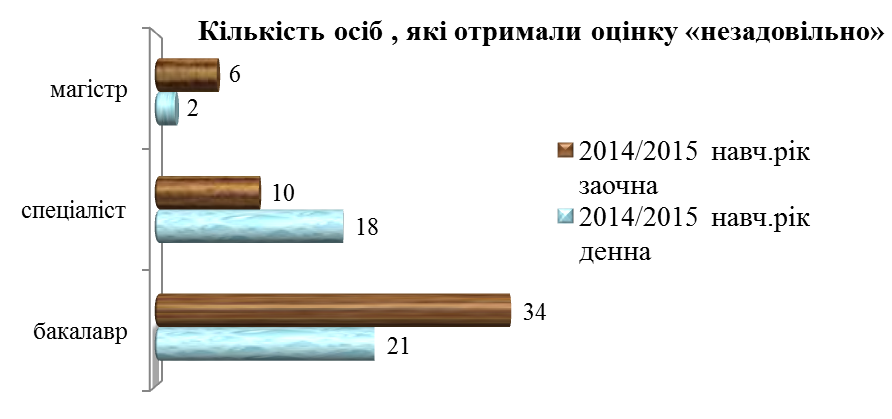 Кількість осіб , які отримали оцінку «незадовільно»
магістр
6
2
спеціаліст
10
18
бакалавр
34
21
2014/2015 навч.рік
заочна
2014/2015 навч.рік
денна